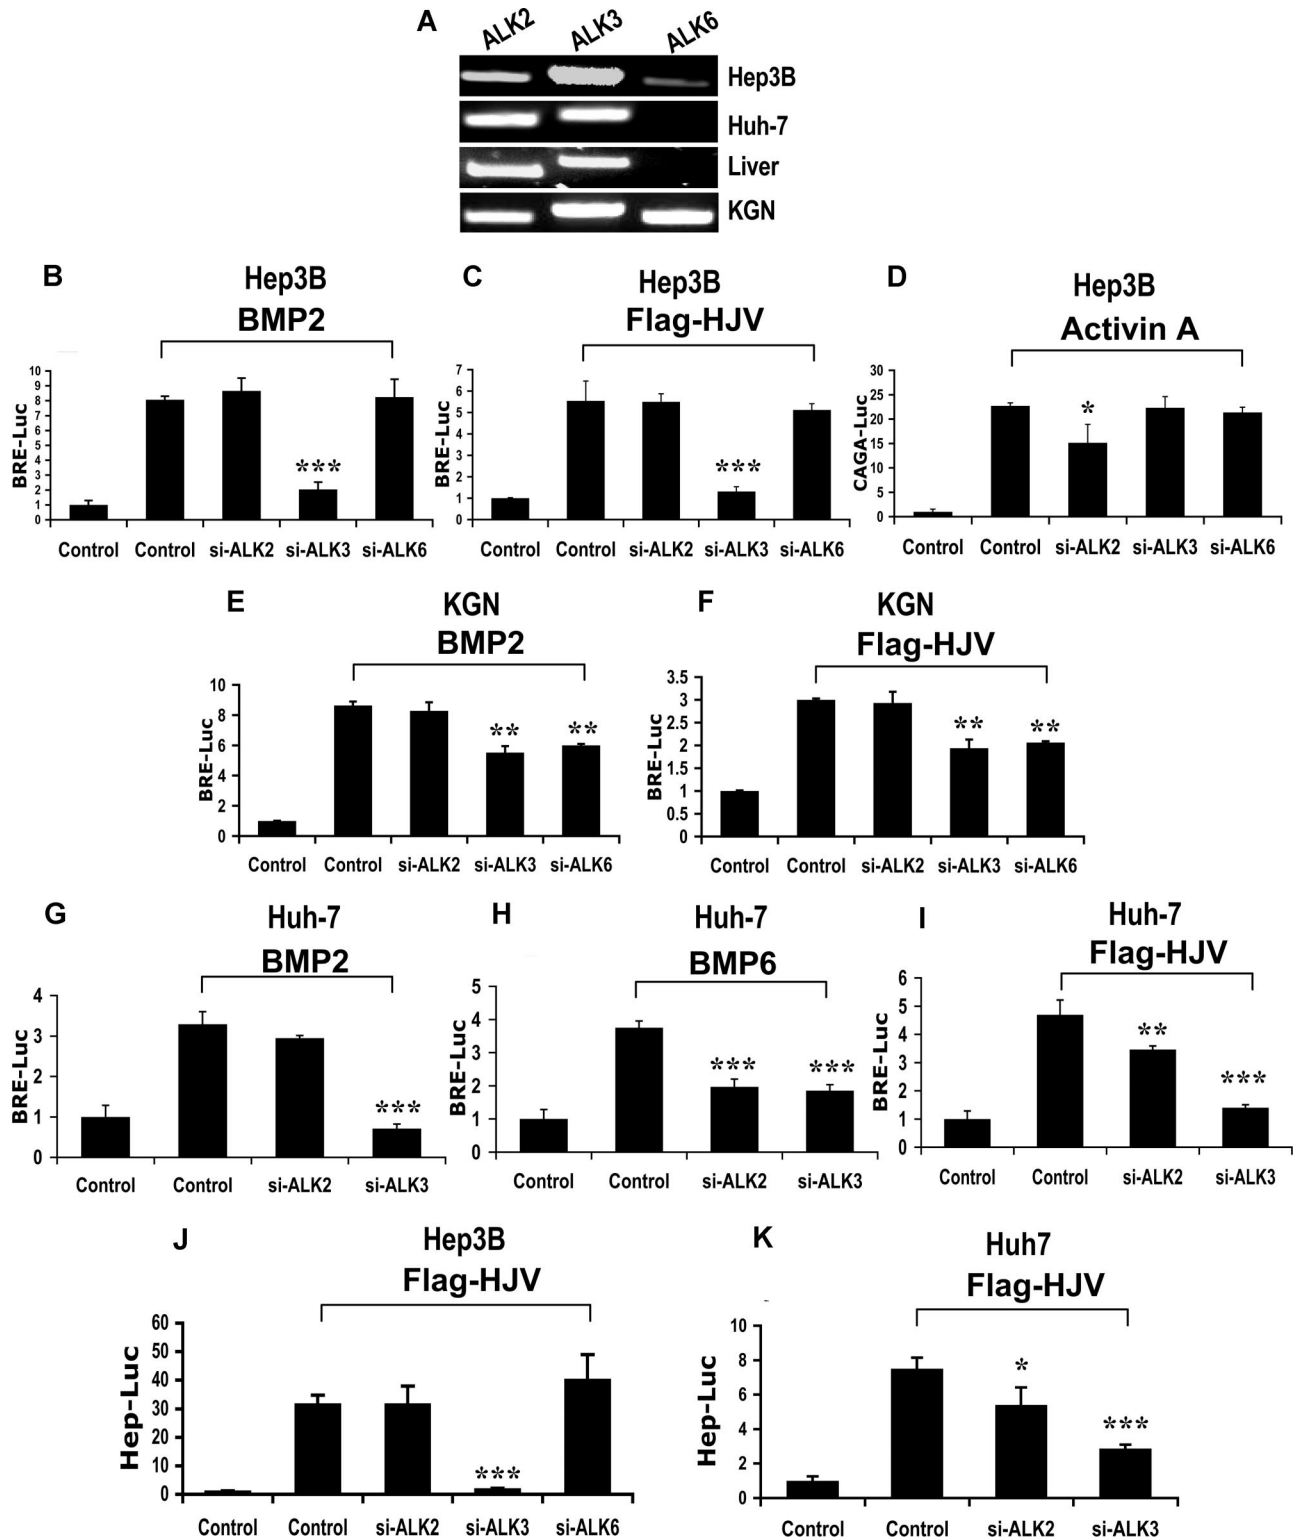 A
ALK2 ALK3 ALK6
Hep3B
Huh-7
Liver
KGN
B
Hep3B
BMP2
BRE-Luc
10
9
8
7
6
5
4
3
2
1
0
***
Control Control si-ALK2 si-ALK3 si-ALK6
C
Hep3B
Flag-HJV
BRE-Luc
7
6
5
4
3
2
1
0
***
Control Control si-ALK2 si-ALK3 si-ALK6
D
Hep3B
Activin A
CAGA-Luc
30
25
20
15
10
5
0
*
Control Control si-ALK2 si-ALK3 si-ALK6
E
KGN
BMP2
BRE-Luc
10
8
6
4
2
0
** **
Control Control si-ALK2 si-ALK3 si-ALK6
F
KGN
Flag-HJV
BRE-Luc
3.5
3
2.5
2
1.5
1
0.5
0
** **
Control Control si-ALK2 si-ALK3 si-ALK6
G
Huh-7
BMP2
BRE-Luc
4
3
2
1
0
***
Control Control si-ALK2 si-ALK3
H
Huh-7
BMP6
BRE-Luc
5
4
3
2
1
0
*** ***
Control Control si-ALK2 si-ALK3
I
Huh-7
Flag-HJV
BRE-Luc
6
5
4
3
2
1
0
** ***
Control Control si-ALK2 si-ALK3
J
Hep3B
Flag-HJV
Hep-Luc
60
50
40
30
20
10
0
***
Control Control si-ALK2 si-ALK3 si-ALK6
K
Huh7
Flag-HJV
Hep-Luc
10
8
6
4
2
0
* ***
Control Control si-ALK2 si-ALK3